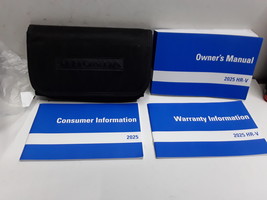 Owner's Manual
2025 HR-V
Consumer Information
2025
Warranty Information
2025 HR-V